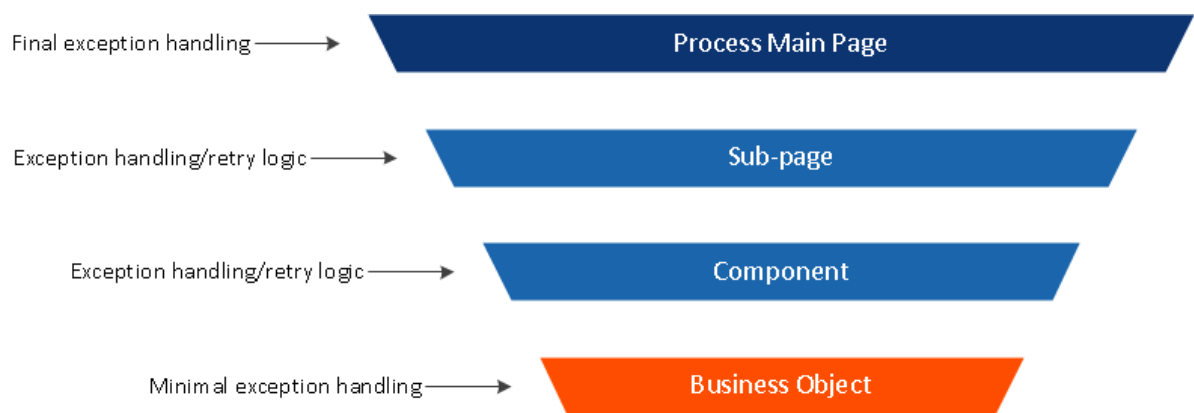 Final exception handling
Process Main Page
Exception handling/retry logic
Sub-page
Exception handling/retry logic
Component
Minimal exception handling
Business Object